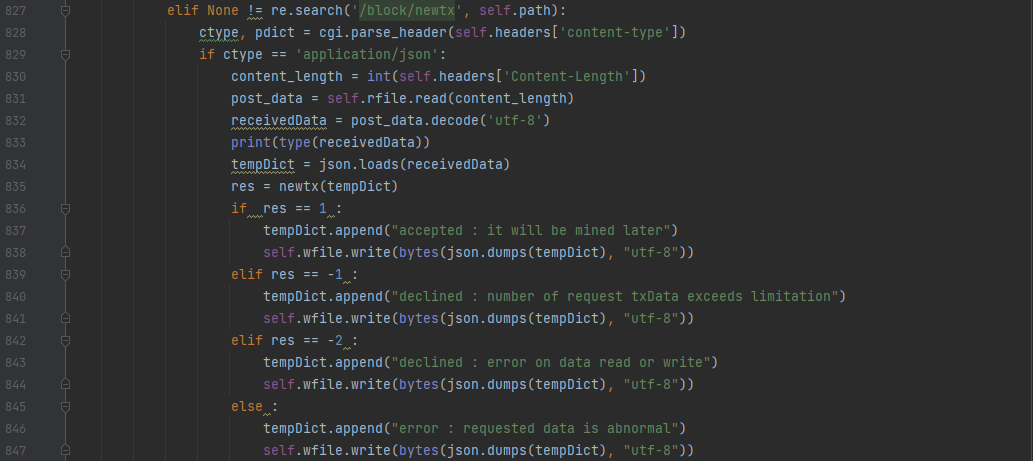 827 elif None != re.search('/block/newtx', self.path):
828 ctype, pdict = cgi.parse_header(self.headers['content-type'])
829 if ctype == 'application/json':
830 content_length = int(self.headers['Content-Length'])
831 post_data = self.rfile.read(content_length)
832 receivedData = post_data.decode('utf-8')
833 print(type(receivedData))
834 tempDict = json.loads(receivedData)
835 res = newtx(tempDict)
836 if  res == 1 :
837 tempDict.append("accepted : it will be mined later")
838 self.wfile.write(bytes(json.dumps(tempDict), "utf-8"))
839 elif res == -1 :
840 tempDict.append("declined : number of request txData exceeds limitation")
841 self.wfile.write(bytes(json.dumps(tempDict), "utf-8"))
842 elif res == -2 :
843 tempDict.append("declined : error on data read or write")
844 self.wfile.write(bytes(json.dumps(tempDict), "utf-8"))
845 else :
846 tempDict.append("error : requested data is abnormal")
847 self.wfile.write(bytes(json.dumps(tempDict), "utf-8"))